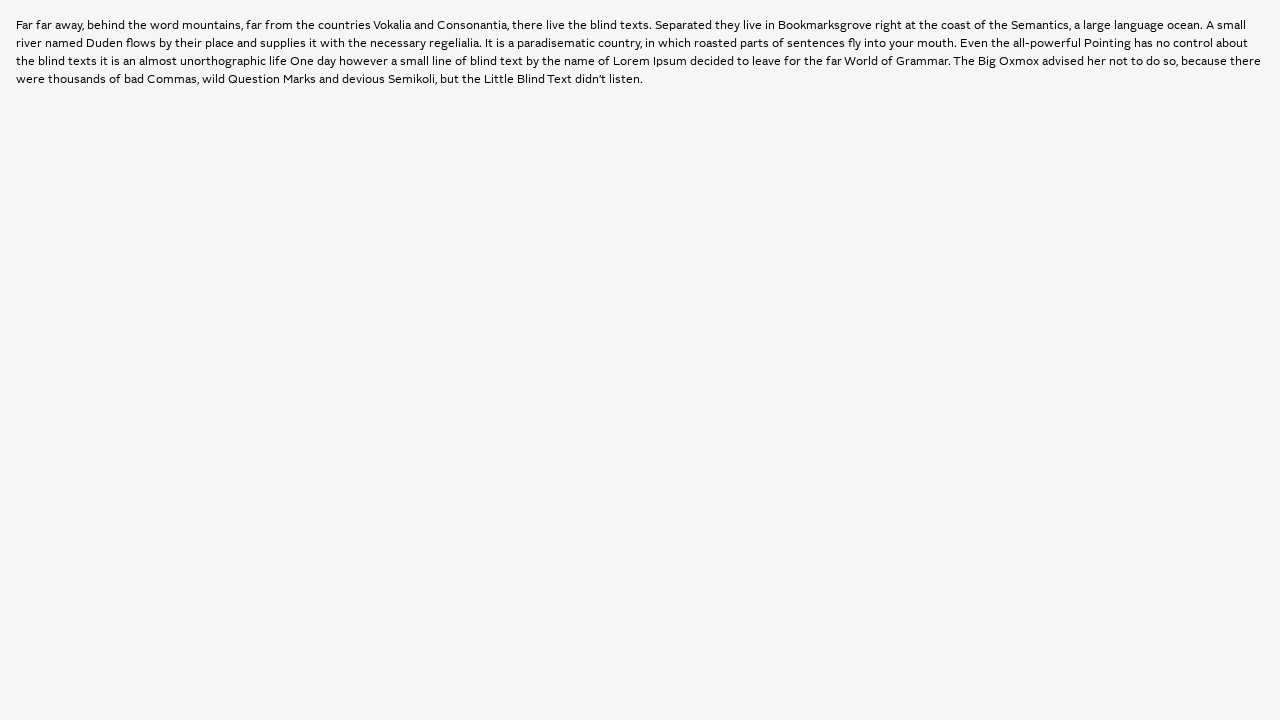 Far far away, behind the word mountains, far from the countries Vokalia and Consonantia, there live the blind texts. Separated they live in Bookmarksgrove right at the coast of the Semantics, a large language ocean. A small
river named Duden flows by their place and supplies it with the necessary regelialia. It is a paradisematic country, in which roasted parts of sentences fly into your mouth. Even the all-powerful Pointing has no control about
the blind texts it is an almost unorthographic life One day however a small line of blind text by the name of Lorem Ipsum decided to leave for the far World of Grammar. The Big Oxmox advised her not to do so, because there
were thousands of bad Commas, wild Question Marks and devious Semikoli, but the Little Blind Text didn't listen.